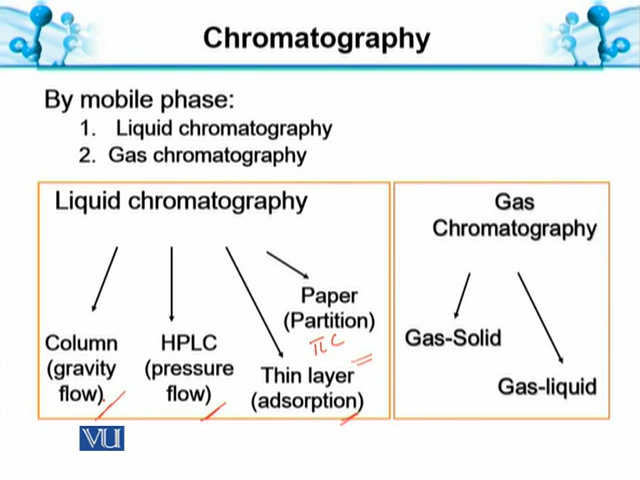 Chromatography
By mobile phase:
1. Liquid chromatography
2. Gas chromatography
Liquid chromatography
Column
(gravity
flow).
HPLC
(pressure
flow)
Thin layer
(adsorption)
Paper
(Partition)
Gas
Chromatography
Gas-Solid
Gas-liquid
VU